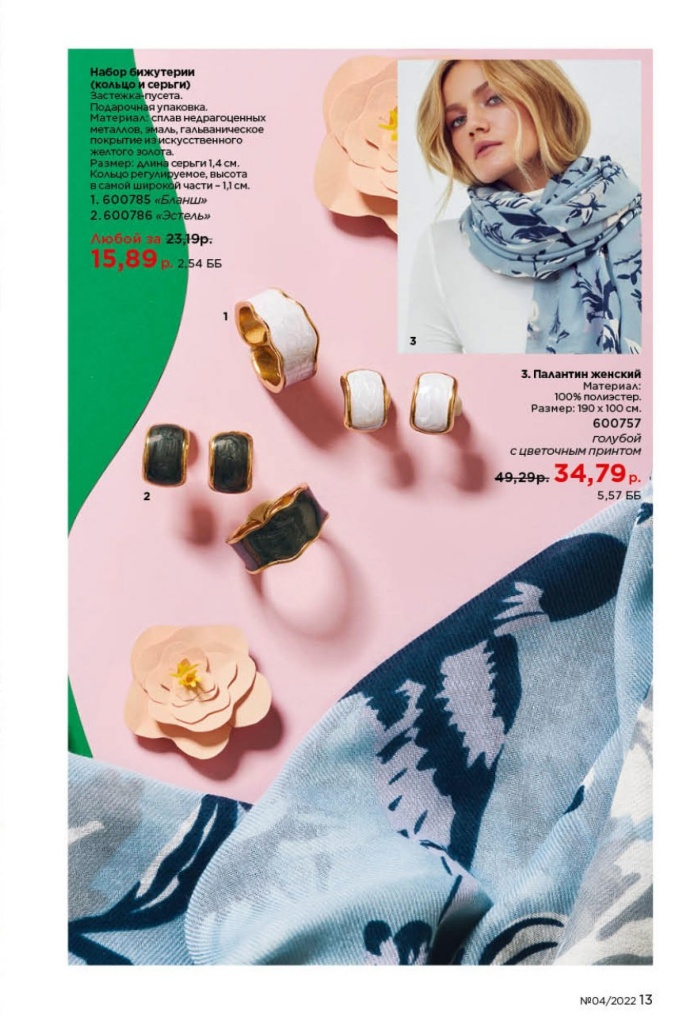 Набор бижутерии
(кольцо и серьги)
Застежка-пусета.
Подарочная упаковка.
Материал: сплав недрагоценных
металлов, эмаль, гальваническое
покрытие из искусственного
желтого золота.
Размер: длина серьги 1,4 см.
Кольцо регулируемое, высота
в самой широкой части – 1,1 см.
1. 600785 «Бланш»
2. 600786 «Эстель»
Любой за 23,19р.
15,89 р. 2,54 ББ
1
2
3
3. Палантин женский
Материал:
100% полиэстер.
Размер: 190 x 100 см.
600757
голубой
с цветочным принтом
49,29р. 34,79 р.
5,57 ББ
№04/2022 13